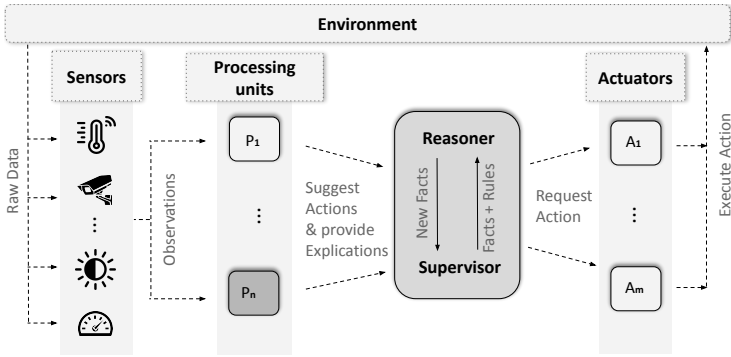 Environment
Sensors
Processing
units
Actuators
Raw Data
Observations
P1
...
Pn
Suggest
Actions
& provide
Explications
Reasoner
New Facts
Facts + Rules
Supervisor
Request
Action
A1
...
Am
Execute Action